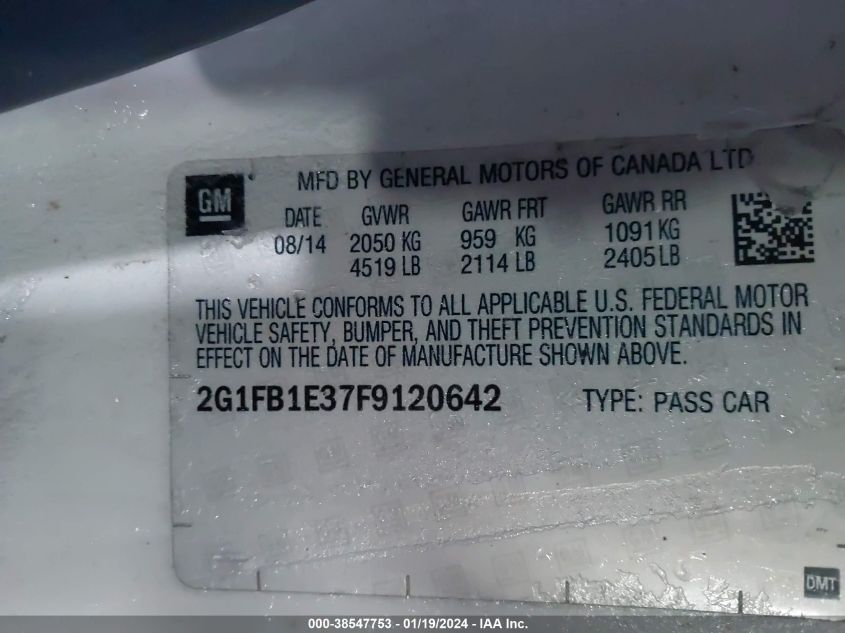 GM
MFD BY GENERAL MOTORS OF CANADA LTD
DATE GVWR GAWR FRT GAWR RR
08/14 2050 KG 959 KG 1091 KG
4519 LB 2114 LB 2405 LB
THIS VEHICLE CONFORMS TO ALL APPLICABLE U.S. FEDERAL MOTOR
VEHICLE SAFETY, BUMPER, AND THEFT PREVENTION STANDARDS IN
EFFECT ON THE DATE OF MANUFACTURE SHOWN ABOVE.
2G1FB1E37F9120642 TYPE: PASS CAR
DMT
000-38547753 - 01/19/2024 - IAA Inc.